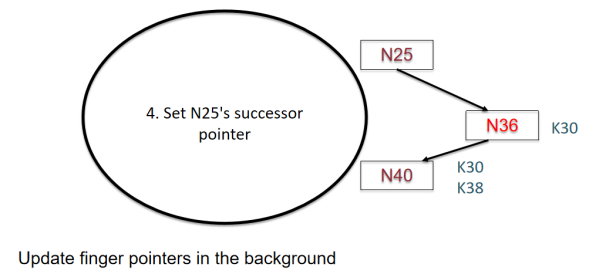 N25
4. Set N25's successor
pointer
N36
K30
N40
K30
K38
Update finger pointers in the background